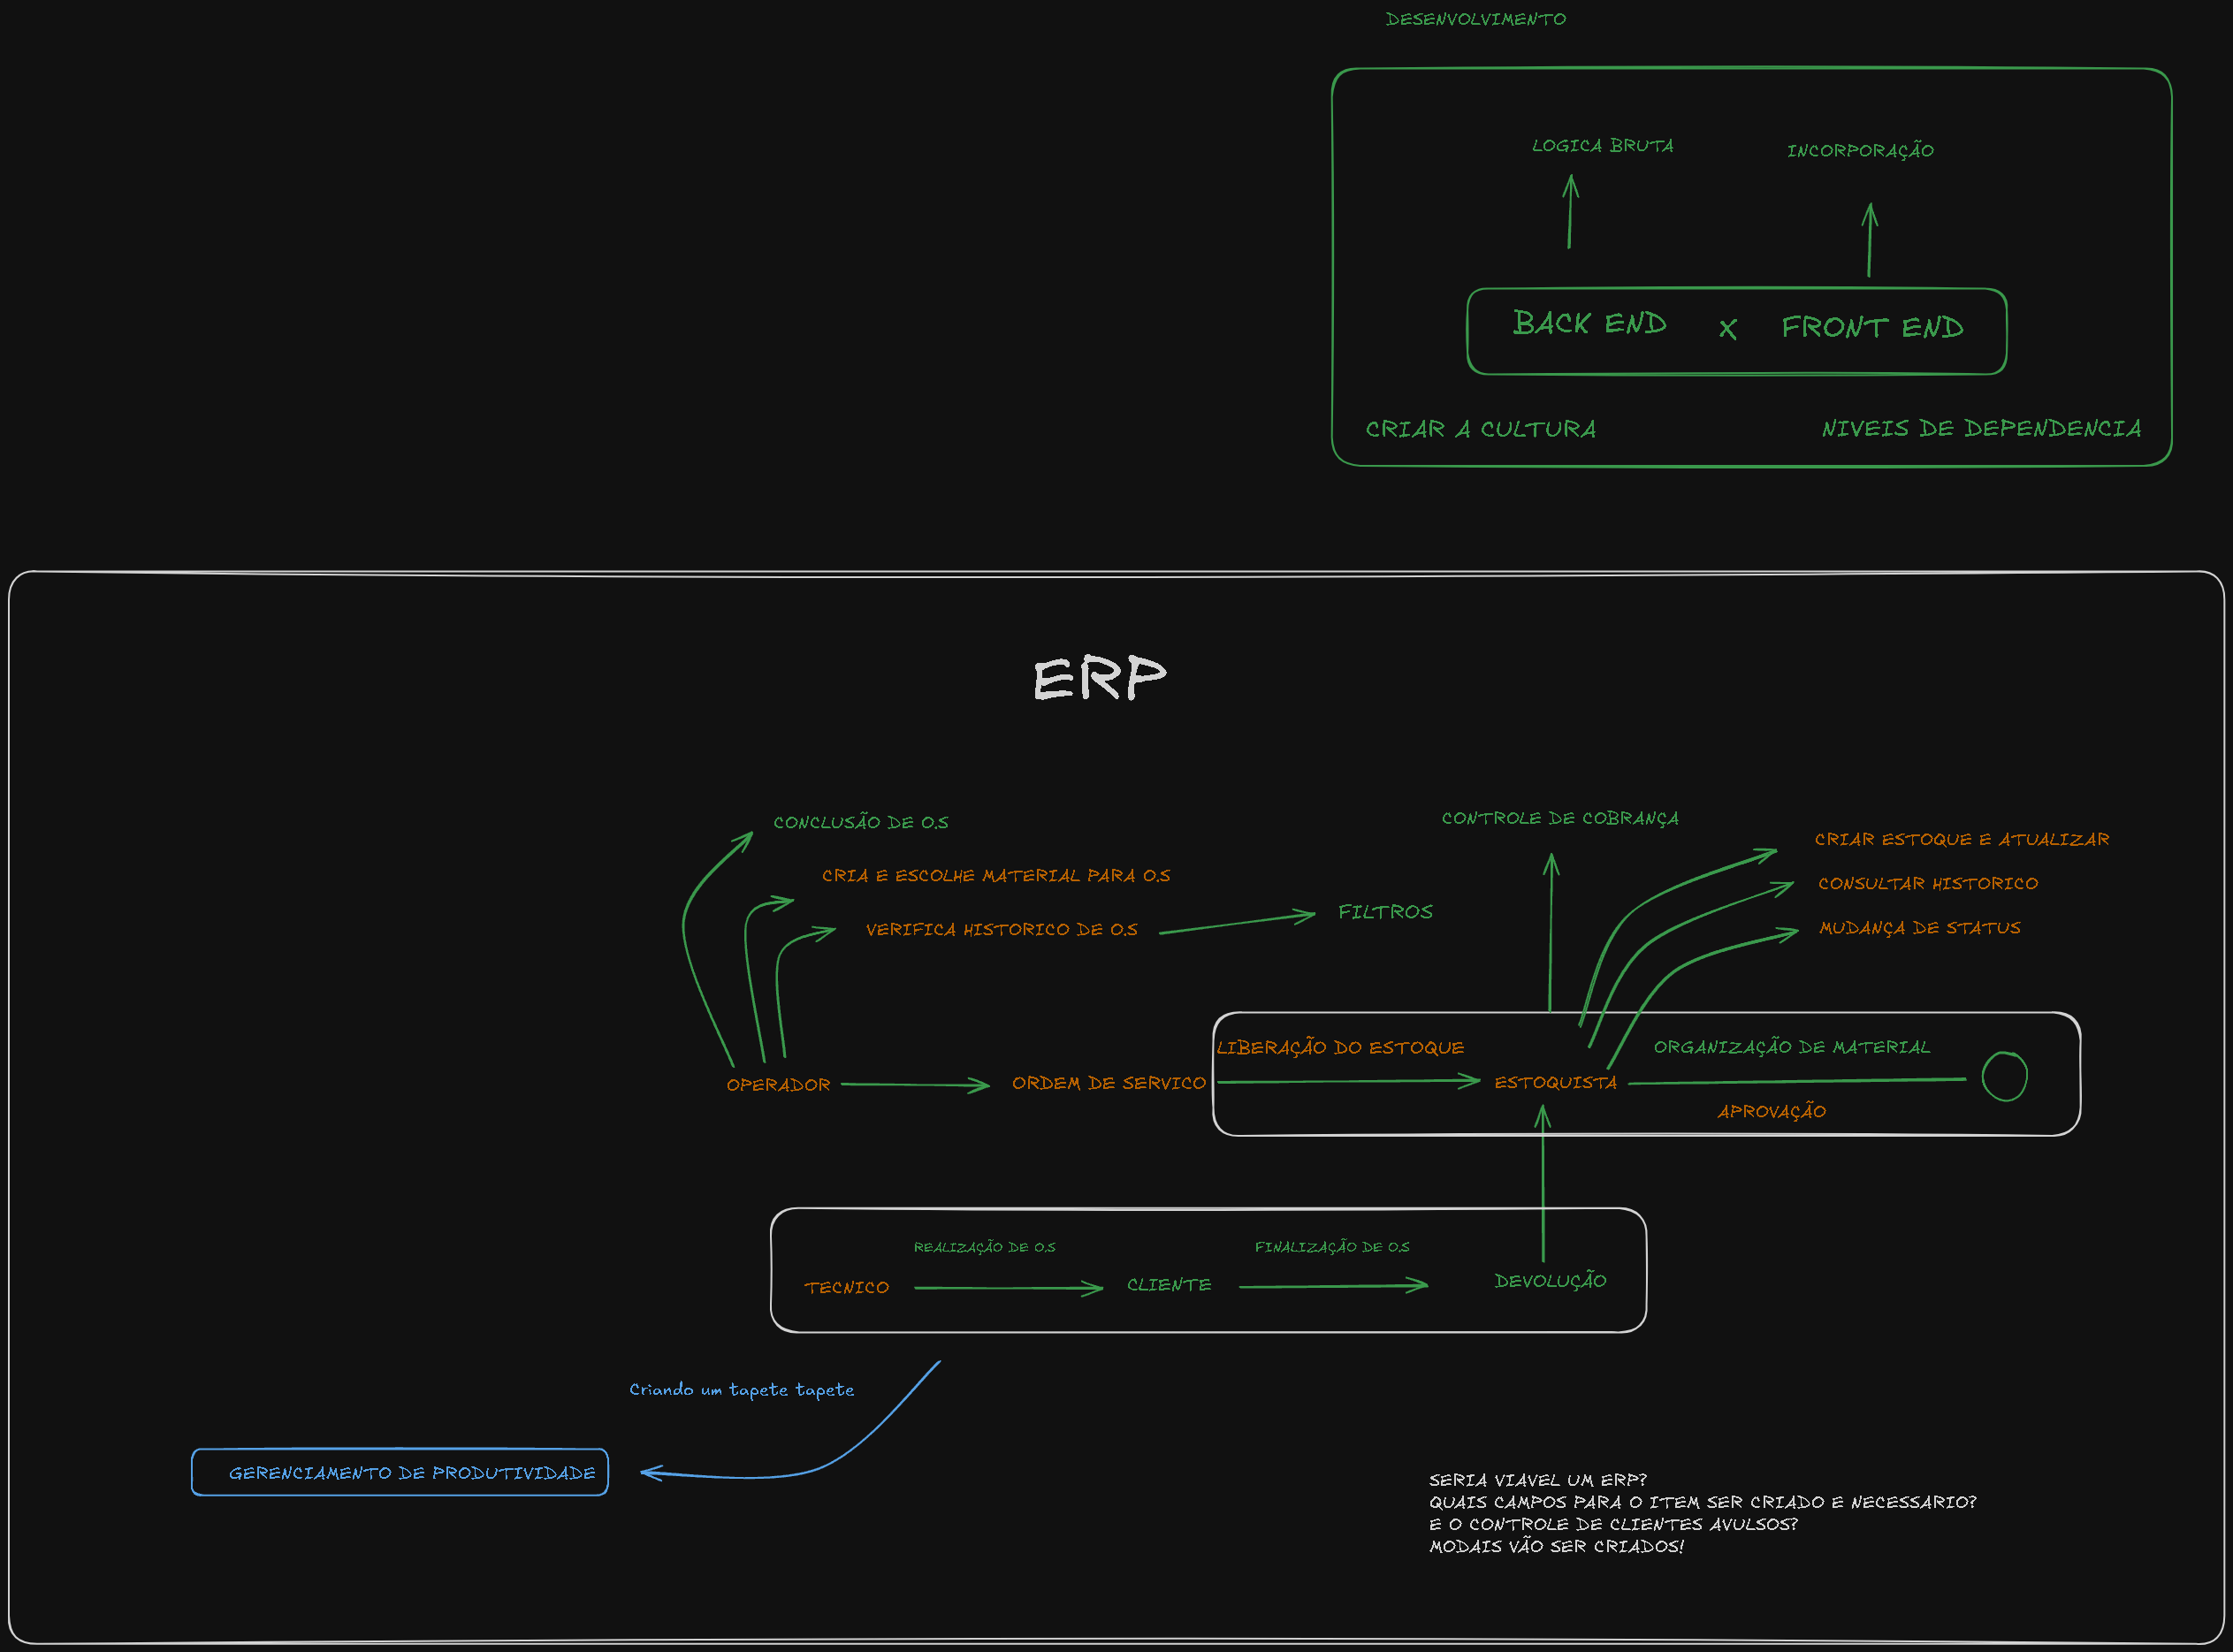 DESENVOLVIMENTO
LOGICA BRUTA
INCORPORAÇÃO
BACK END
X
FRONT END
CRIAR A CULTURA
NIVEIS DE DEPENDENCIA
ERP
CONCLUSÃO DE O.S
CRIA E ESCOLHE MATERIAL PARA O.S
VERIFICA HISTORICO DE O.S
FILTROS
CONTROLE DE COBRANÇA
CRIAR ESTOQUE E ATUALIZAR
CONSULTAR HISTORICO
MUDANÇA DE STATUS
LIBERAÇÃO DO ESTOQUE
ORGANIZAÇÃO DE MATERIAL
OPERADOR
ORDEM DE SERVICO
ESTOQUISTA
APROVAÇÃO
REALIZAÇÃO DE O.S
FINALIZAÇÃO DE O.S
TECNICO
CLIENTE
DEVOLUÇÃO
Criando um tapete tapete
GERENCIAMENTO DE PRODUTIVIDADE
SERIA VIAVEL UM ERP?
QUAIS CAMPOS PARA O ITEM SER CRIADO E NECESSARIO?
E O CONTROLE DE CLIENTES AVULSOS?
MODAIS VÃO SER CRIADOS!